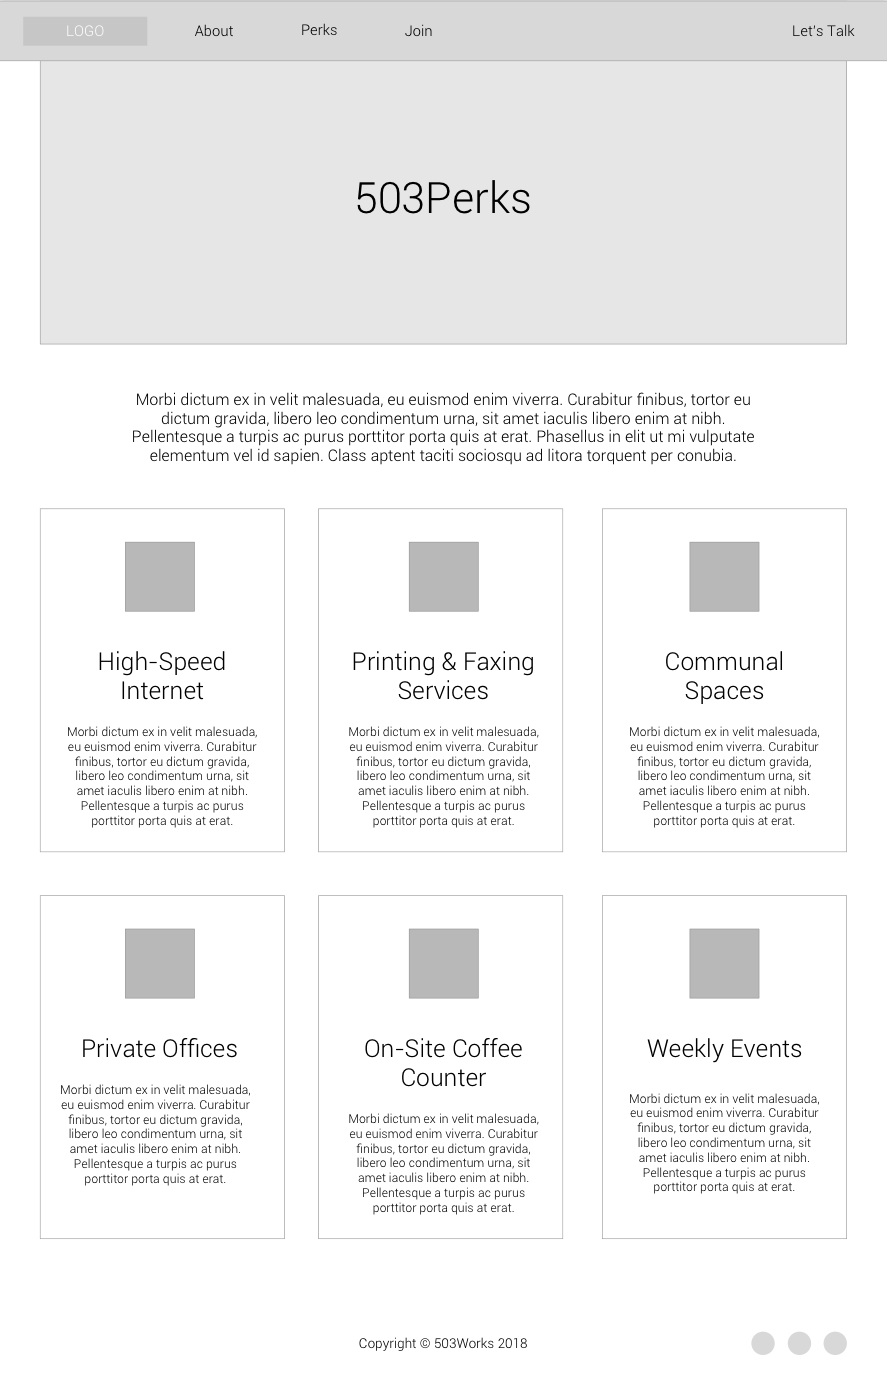 LOGO
About
Perks
Join
Let's Talk
503Perks
Morbi dictum ex in velit malesuada, eu euismod enim viverra. Curabitur finibus, tortor eu
dictum gravida, libero leo condimentum urna, sit amet iaculis libero enim at nibh.
Pellentesque a turpis ac purus porttitor porta quis at erat. Phasellus in elit ut mi vulputate
elementum vel id sapien. Class aptent taciti sociosqu ad litora torquent per conubia.
High-Speed
Internet
Morbi dictum ex in velit malesuada,
eu euismod enim viverra. Curabitur
finibus, tortor eu dictum gravida,
libero leo condimentum urna, sit
amet iaculis libero enim at nibh.
Pellentesque a turpis ac purus
porttitor porta quis at erat.
Printing & Faxing
Services
Morbi dictum ex in velit malesuada,
eu euismod enim viverra. Curabitur
finibus, tortor eu dictum gravida,
libero leo condimentum urna, sit
amet iaculis libero enim at nibh.
Pellentesque a turpis ac purus
porttitor porta quis at erat.
Communal
Spaces
Morbi dictum ex in velit malesuada,
eu euismod enim viverra. Curabitur
finibus, tortor eu dictum gravida,
libero leo condimentum urna, sit
amet iaculis libero enim at nibh.
Pellentesque a turpis ac purus
porttitor porta quis at erat.
Private Offices
Morbi dictum ex in velit malesuada,
eu euismod enim viverra. Curabitur
finibus, tortor eu dictum gravida,
libero leo condimentum urna, sit
amet iaculis libero enim at nibh.
Pellentesque a turpis ac purus
porttitor porta quis at erat.
On-Site Coffee
Counter
Morbi dictum ex in velit malesuada,
eu euismod enim viverra. Curabitur
finibus, tortor eu dictum gravida,
libero leo condimentum urna, sit
amet iaculis libero enim at nibh.
Pellentesque a turpis ac purus
porttitor porta quis at erat.
Weekly Events
Morbi dictum ex in velit malesuada,
eu euismod enim viverra. Curabitur
finibus, tortor eu dictum gravida,
libero leo condimentum urna, sit
amet iaculis libero enim at nibh.
Pellentesque a turpis ac purus
porttitor porta quis at erat.
Copyright © 503Works 2018